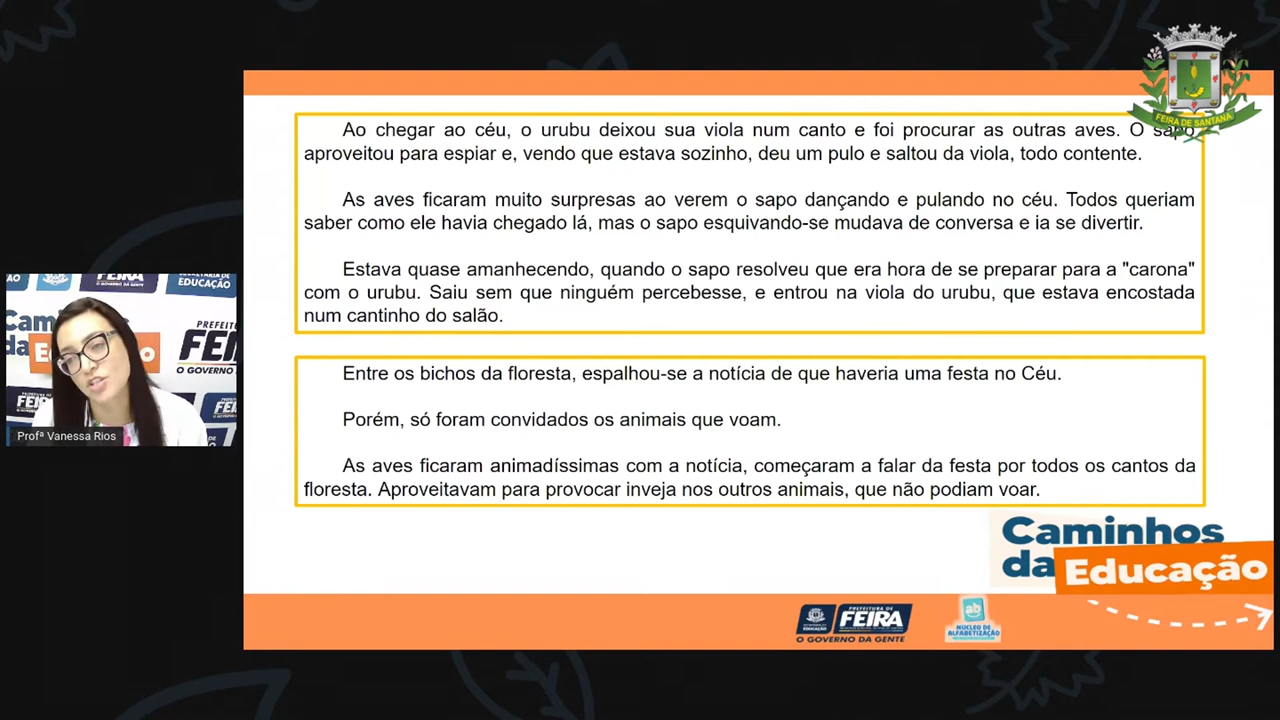 FEIRA DE SANTANA
Ao chegar ao céu, o urubu deixou sua viola num canto e foi procurar as outras aves. O sapo
aproveitou para espiar e, vendo que estava sozinho, deu um pulo e saltou da viola, todo contente.
As aves ficaram muito surpresas ao verem o sapo dançando e pulando no céu. Todos queriam
saber como ele havia chegado lá, mas o sapo esquivando-se mudava de conversa e ia se divertir.
Estava quase amanhecendo, quando o sapo resolveu que era hora de se preparar para a "carona"
com o urubu. Saiu sem que ninguém percebesse, e entrou na viola do urubu, que estava encostada
num cantinho do salão.
Entre os bichos da floresta, espalhou-se a notícia de que haveria uma festa no Céu.
Porém, só foram convidados os animais que voam.
As aves ficaram animadíssimas com a notícia, começaram a falar da festa por todos os cantos da
floresta. Aproveitavam para provocar inveja nos outros animais, que não podiam voar.
Profª Vanessa Rios
Caminhos
da Educação
PREFEITURA DE
FEIRA
O GOVERNO DA GENTE
EDUCAÇÃO
NÚCLEO DE
ALFABETIZAÇÃO